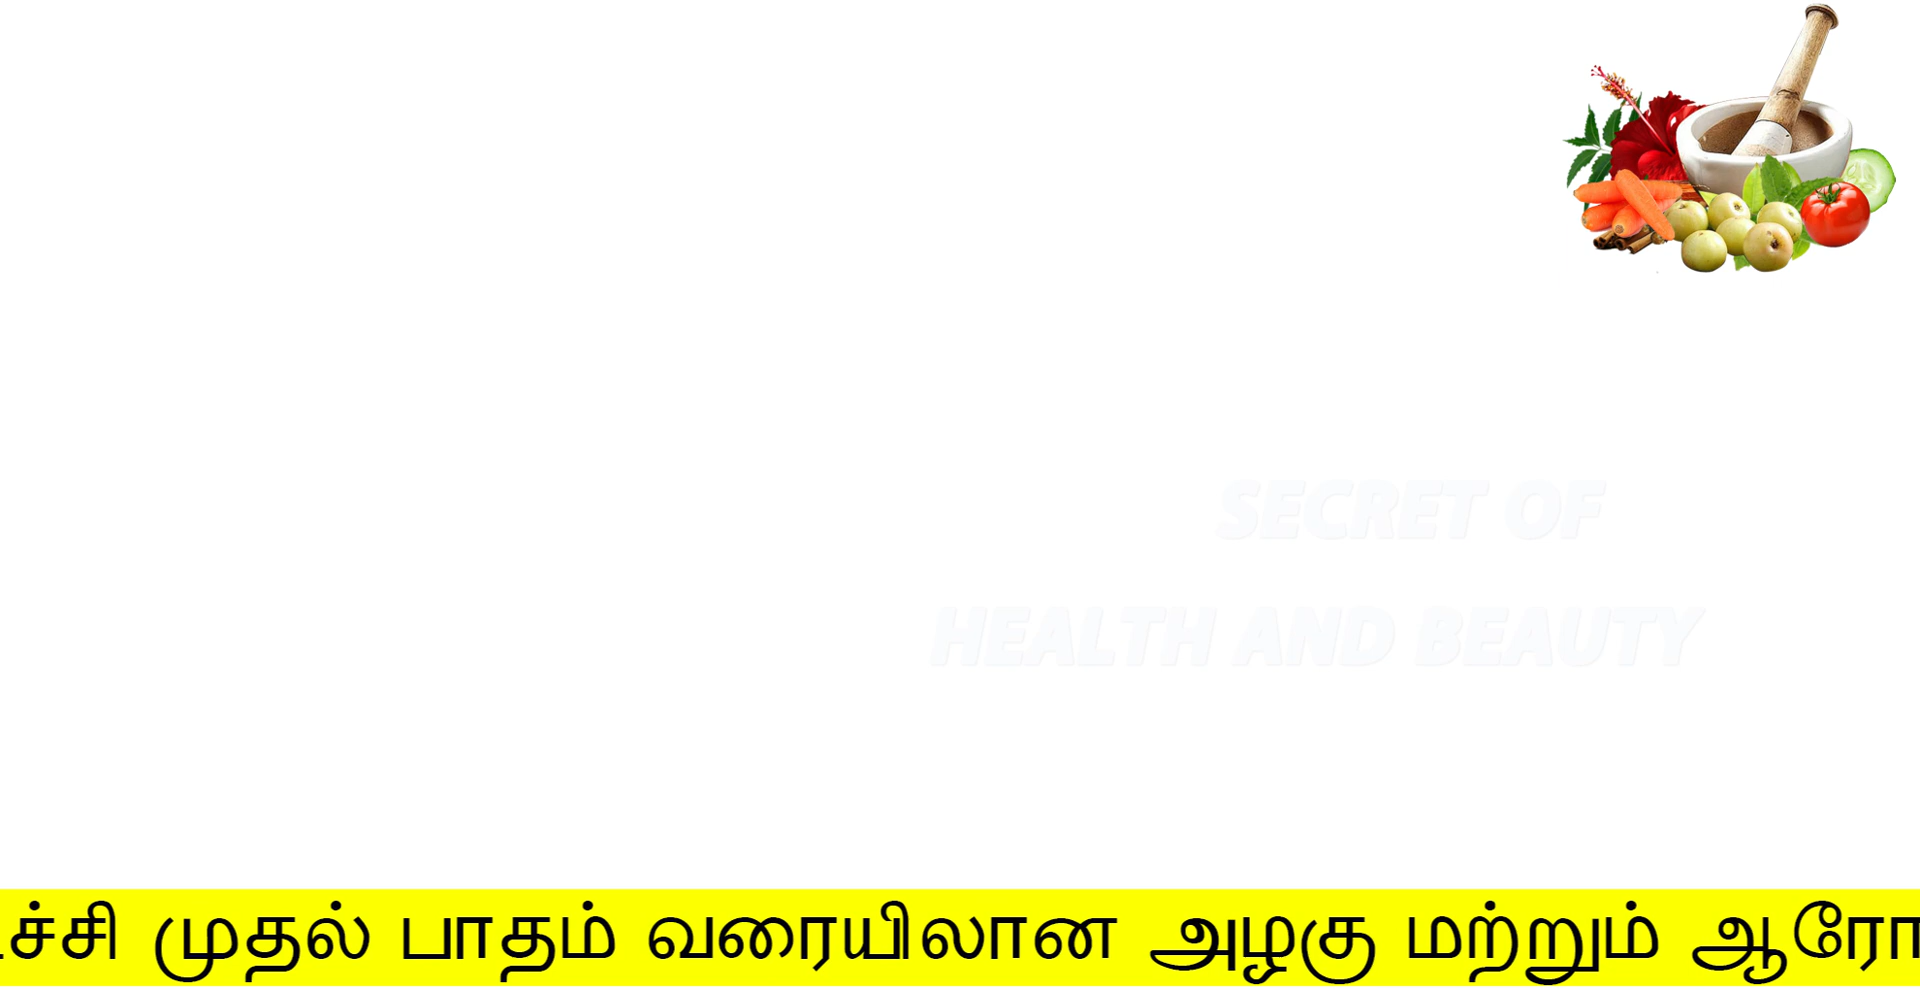 SECRET OF
HEALTH AND BEAUTY
முதல் பாதம் வரையிலான அழகு மற்றும்